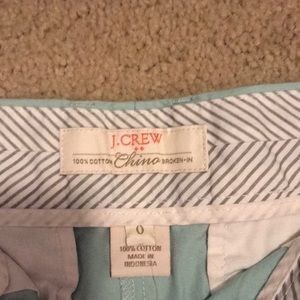 J.CREW
100% COTTON Chino BROKEN-IN
0
100% COTTON
MADE IN
INDONESIA